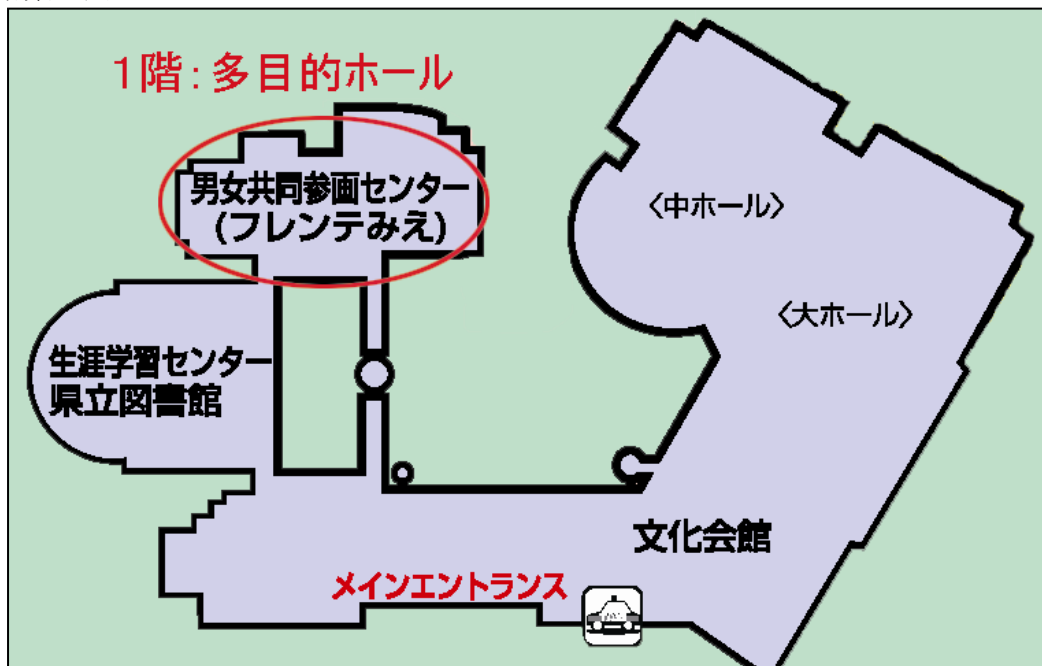 1階：多目的ホール
男女共同参画センター
(フレンテみえ)
〈中ホール〉
〈大ホール〉
生涯学習センター
県立図書館
文化会館
メインエントランス